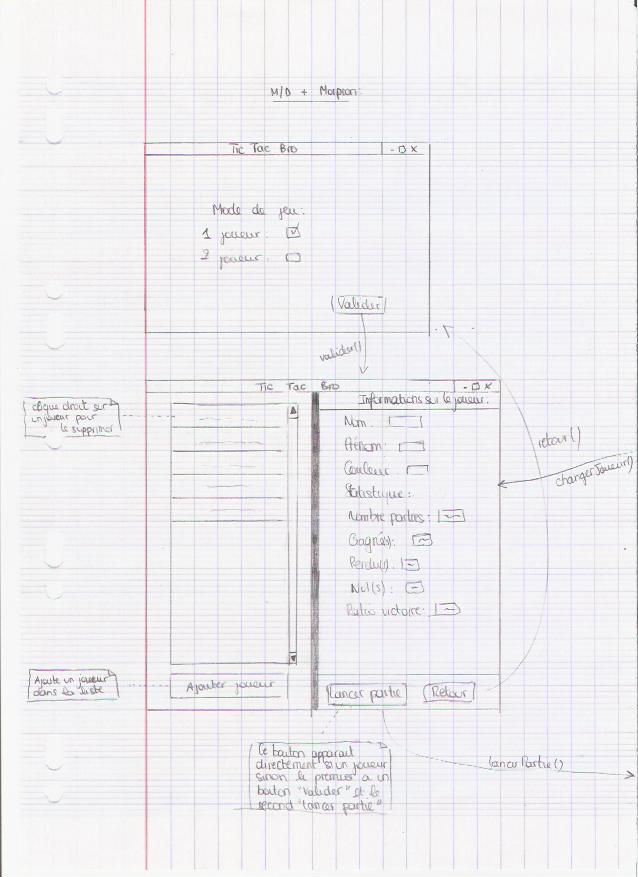 M/D + Morpion:
Tic Tac Bro
- □ X
Mode de jeu:
1 joueur:
2 joueur:
Valider
valider()
Tic Tac Bro
- □ X
clique droit sur
un joueur pour
le supprimer
Informations sur le joueur:
Nom:
Prénom:
Couleur:
Statistique:
Nombre parties:
Gagné(s):
Perdu(s):
Nul(s):
Ratio victoire:
retour()
changerJoueur()
Ajoute un joueur
dans la liste
Ajouter joueur
Lancer partie
Retour
Ce bouton apparait
directement si un joueur
sinon le premier a un
bouton "Valider" et le
second "lancer partie"
lancerPartie()